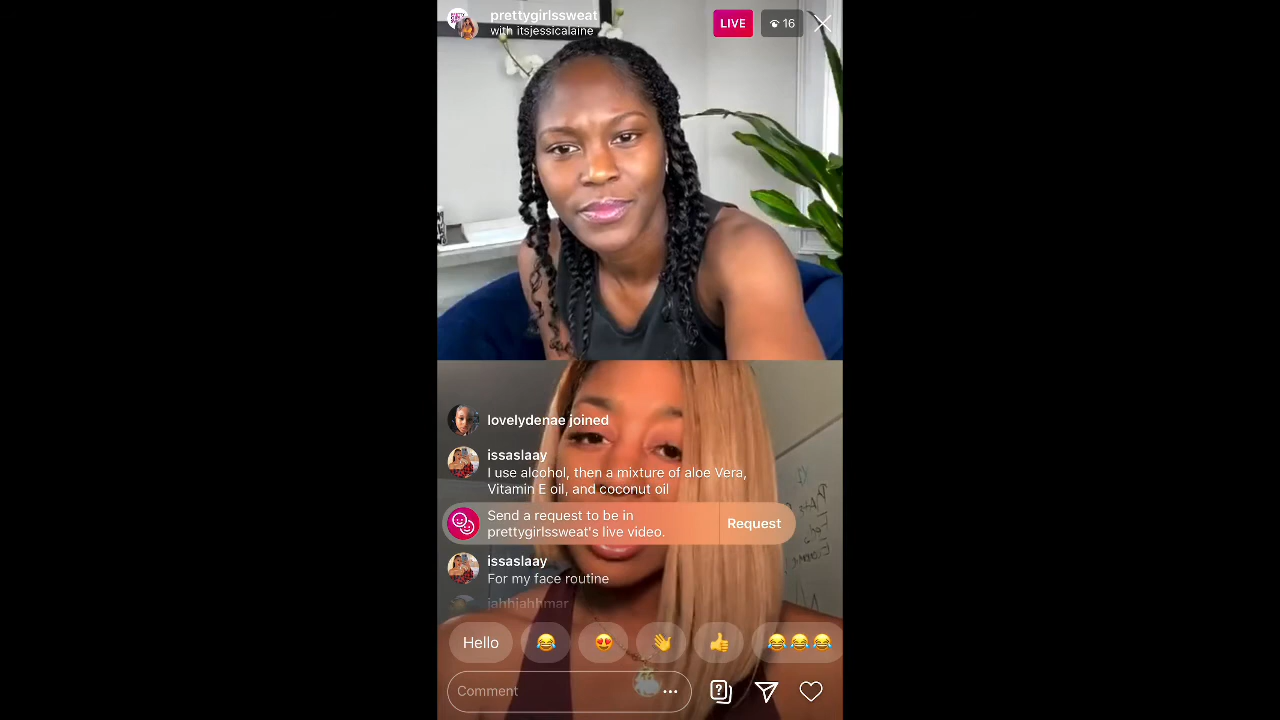 prettygirlssweat
LIVE
16
with itsjessicalaine
lovelydenae joined
issaslaay
I use alcohol, then a mixture of aloe Vera,
Vitamin E oil, and coconut oil
Send a request to be in
prettygirlssweat's live video.
Request
issaslaay
For my face routine
jahhjahhmar
Hello
Comment